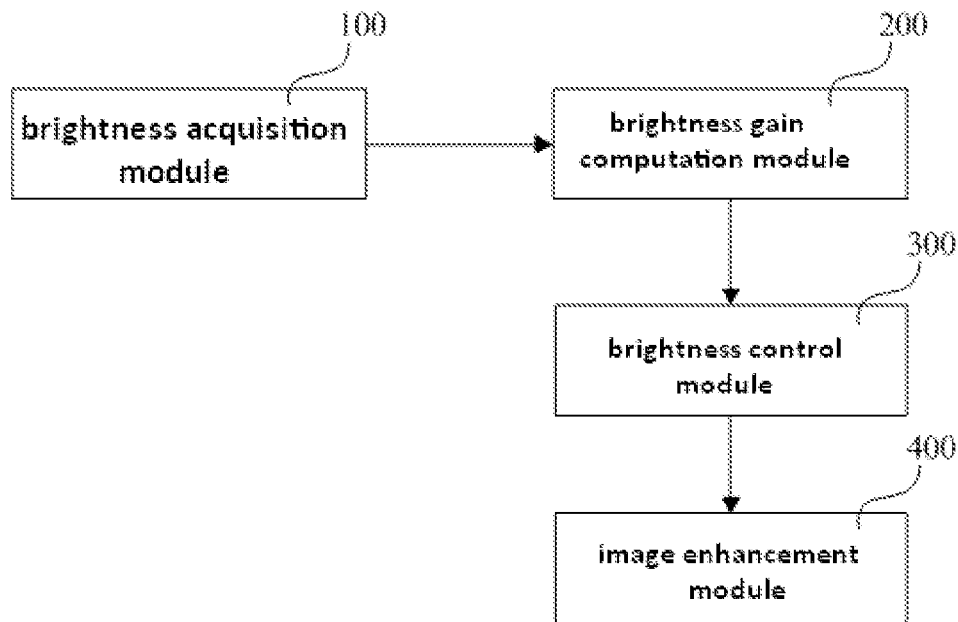 100
brightness acquisition
module
200
brightness gain
computation module
300
brightness control
module
400
image enhancement
module